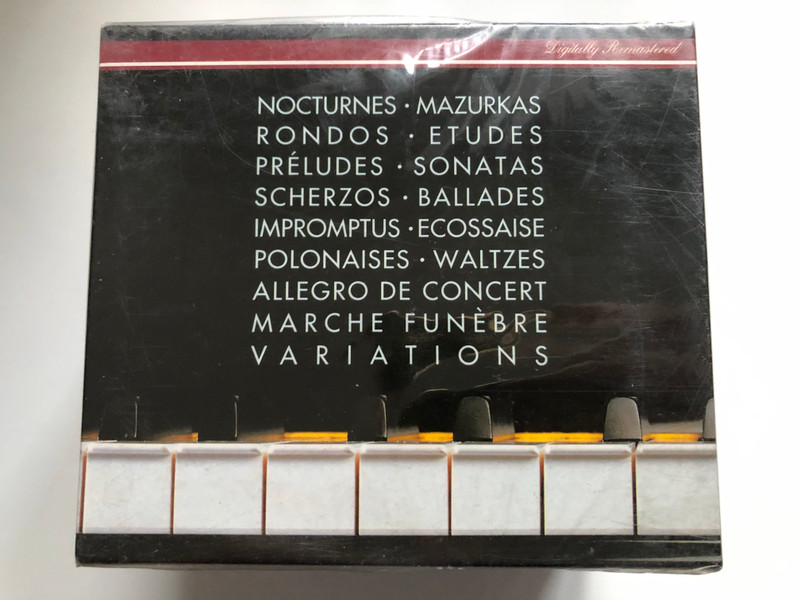 Digitally Remastered
NOCTURNES · MAZURKAS
RONDOS · ETUDES
PRÉLUDES · SONATAS
SCHERZOS · BALLADES
IMPROMPTUS · ECOSSAISE
POLONAISES · WALTZES
ALLEGRO DE CONCERT
MARCHE FUNÈBRE
VARIATIONS